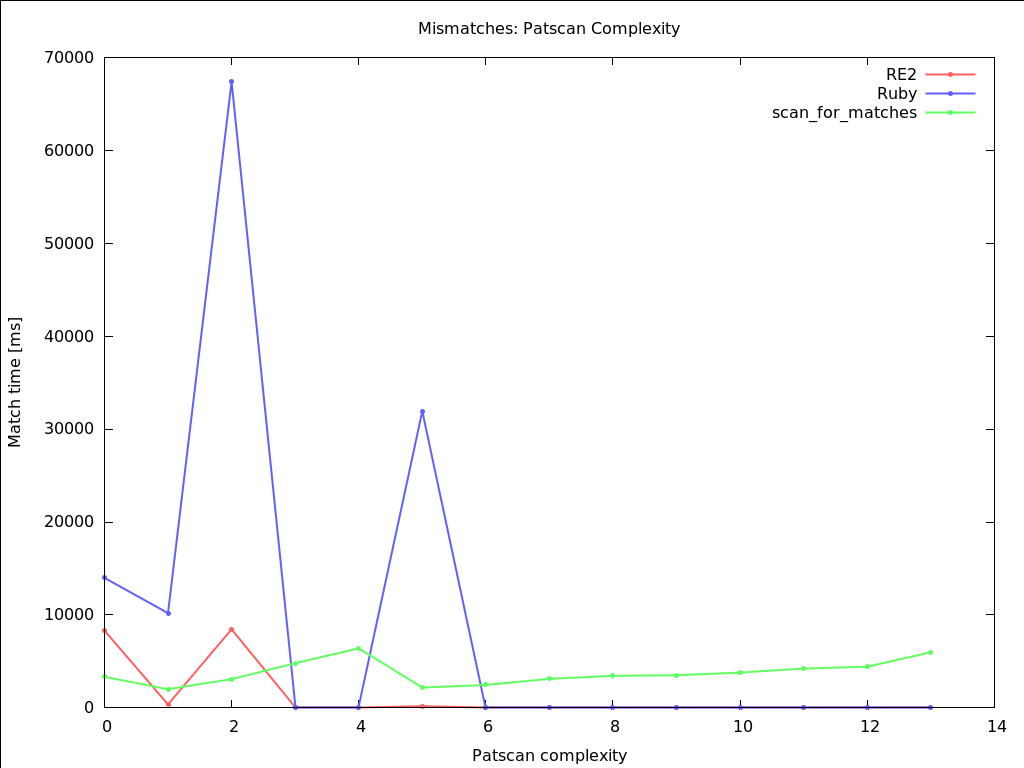 Mismatches: Patscan Complexity
70000
60000
50000
40000
30000
20000
10000
0
Match time [ms]
RE2
Ruby
scan_for_matches
0 2 4 6 8 10 12 14
Patscan complexity